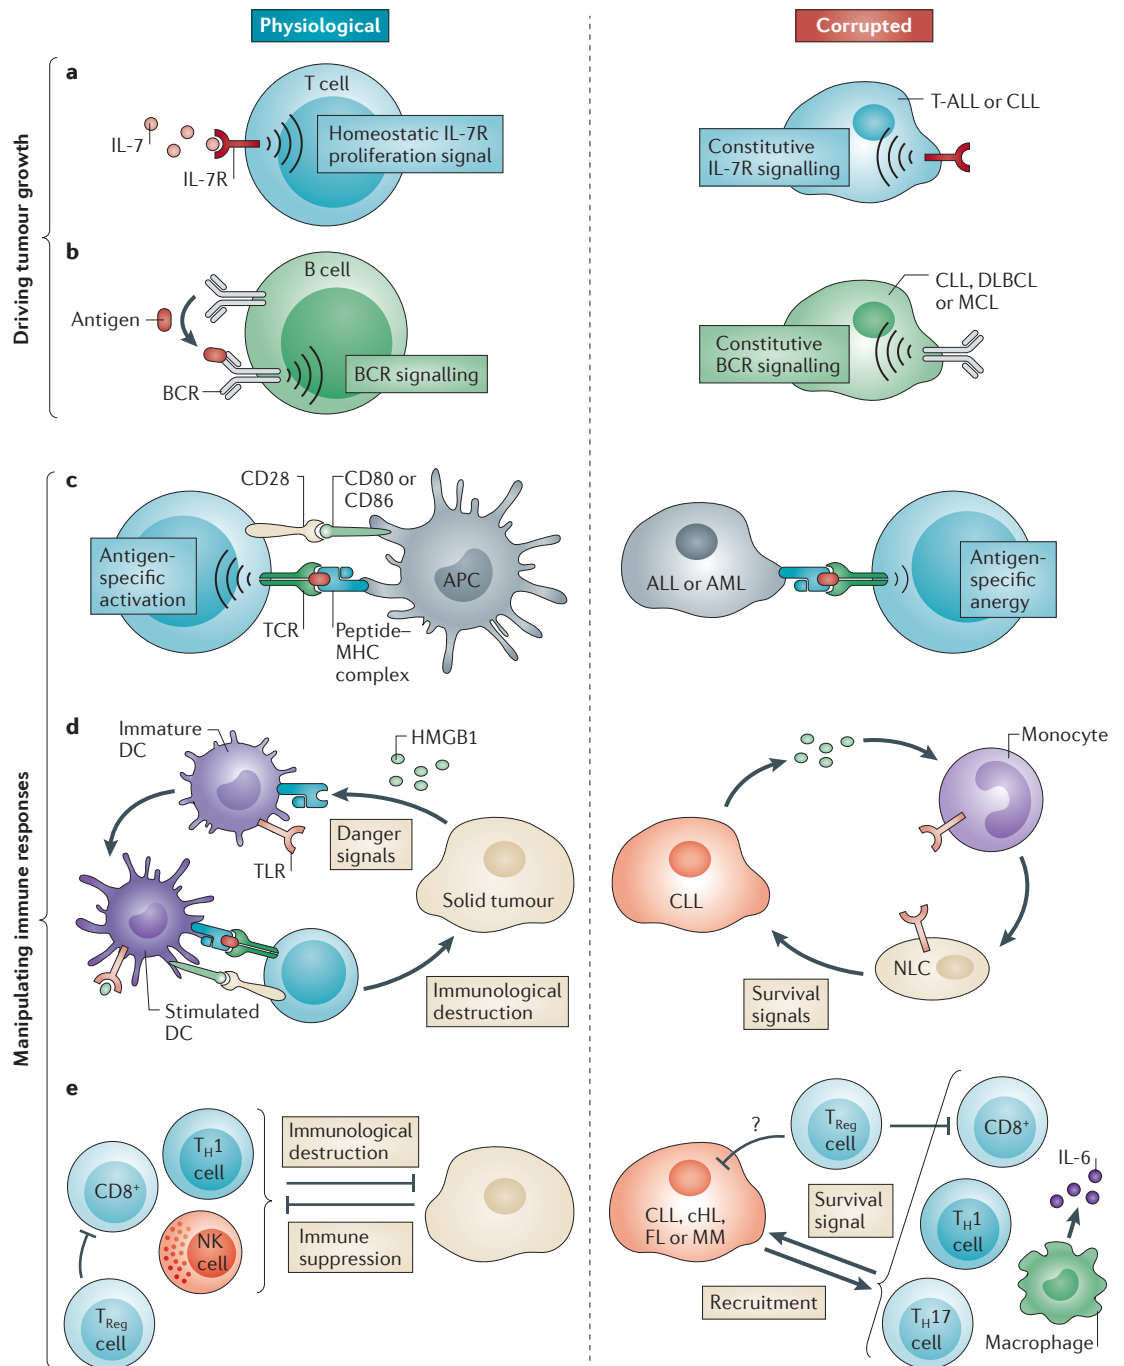 Physiological
Corrupted
Driving tumour growth
a
T cell
IL-7
IL-7R
Homeostatic IL-7R
proliferation signal
T-ALL or CLL
Constitutive
IL-7R signalling
b
B cell
Antigen
BCR
BCR signalling
CLL, DLBCL
or MCL
Constitutive
BCR signalling
Manipulating immune responses
c
CD28
CD80 or
CD86
Antigen-
specific
activation
APC
TCR
Peptide–
MHC
complex
ALL or AML
Antigen-
specific
anergy
d
Immature
DC
HMGB1
Danger
signals
TLR
Solid tumour
Stimulated
DC
Immunological
destruction
Monocyte
CLL
NLC
Survival
signals
e
TH1
cell
CD8+
NK
cell
TReg
cell
Immunological
destruction
Immune
suppression
?
TReg
cell
CD8+
IL-6
Survival
signal
CLL, cHL,
FL or MM
TH1
cell
Recruitment
TH17
cell
Macrophage